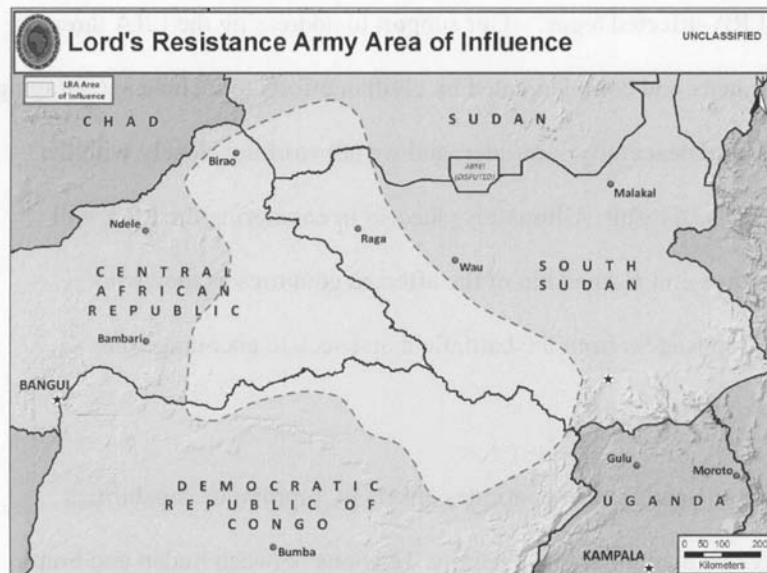 Lord's Resistance Army Area of Influence
UNCLASSIFIED
LRA Area
of Influence
N
CHAD
SUDAN
Birao
ABYEI
(DISPUTED)
Malakal
Ndele
Raga
Wau
CENTRAL
AFRICAN
REPUBLIC
SOUTH
SUDAN
Bambari
BANGUI
Gulu
Moroto
DEMOCRATIC
REPUBLIC OF
CONGO
UGANDA
Bumba
KAMPALA
0 50 100 200
Kilometers